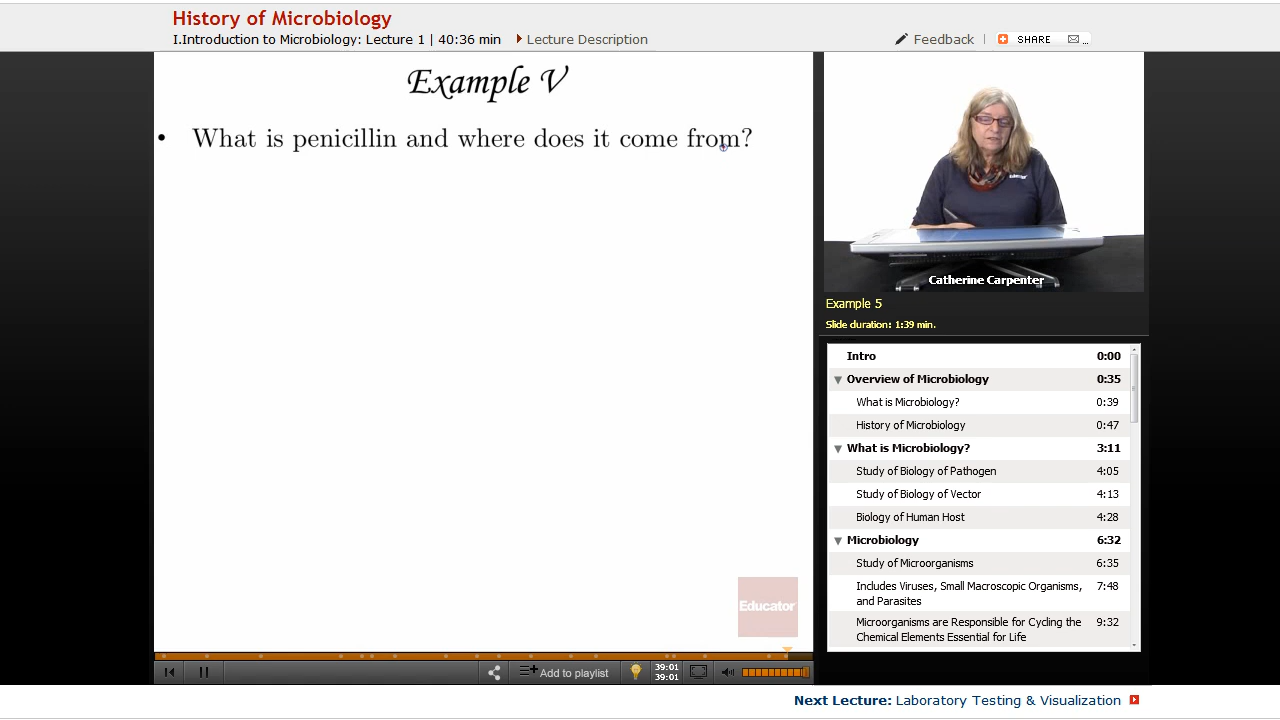 History of Microbiology
I.Introduction to Microbiology: Lecture 1 | 40:36 min
Lecture Description
Feedback
SHARE
...
Example V
• What is penicillin and where does it come from?
Educator
Catherine Carpenter
Example 5
Slide duration: 1:39 min.
Intro 0:00
Overview of Microbiology 0:35
What is Microbiology? 0:39
History of Microbiology 0:47
What is Microbiology? 3:11
Study of Biology of Pathogen 4:05
Study of Biology of Vector 4:13
Biology of Human Host 4:28
Microbiology 6:32
Study of Microorganisms 6:35
Includes Viruses, Small Macroscopic Organisms, 7:48
and Parasites
Microorganisms are Responsible for Cycling the 9:32
Chemical Elements Essential for Life
Add to playlist
39:01
39:01
Next Lecture: Laboratory Testing & Visualization